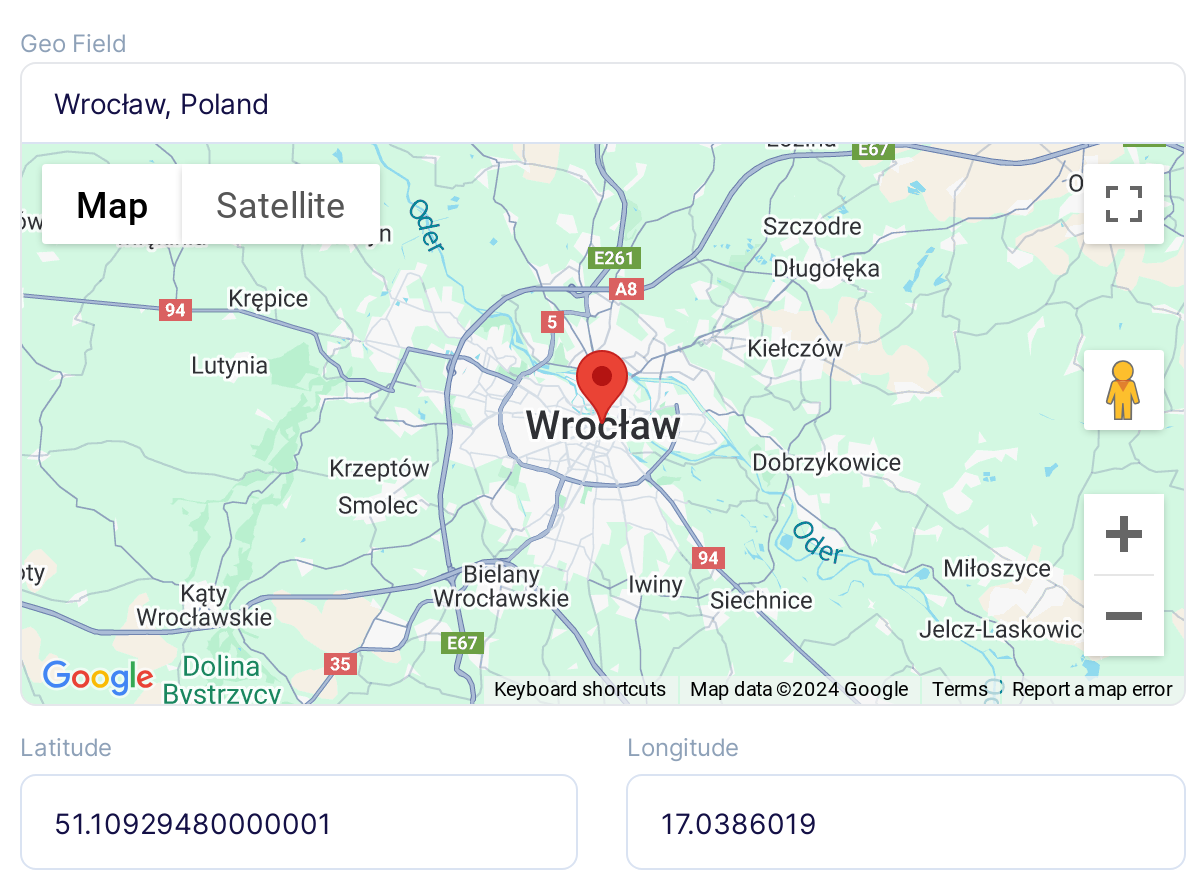 Geo Field
Wrocław, Poland
E67
Map
Satellite
Oder
Szczodre
E261
Długołęka
A8
Krępice
94
5
Kiełczów
Lutynia
Wrocław
Krzeptów
Dobrzykowice
Smolec
Oder
94
Miłoszyce
Bielany
Wrocławskie
Iwiny
Kąty
Wrocławskie
Siechnice
Jelcz-Laskowic
E67
35
Dolina
Bystrzycy
Google
Keyboard shortcuts
Map data ©2024 Google
Terms
Report a map error
Latitude
Longitude
51.10929480000001
17.0386019